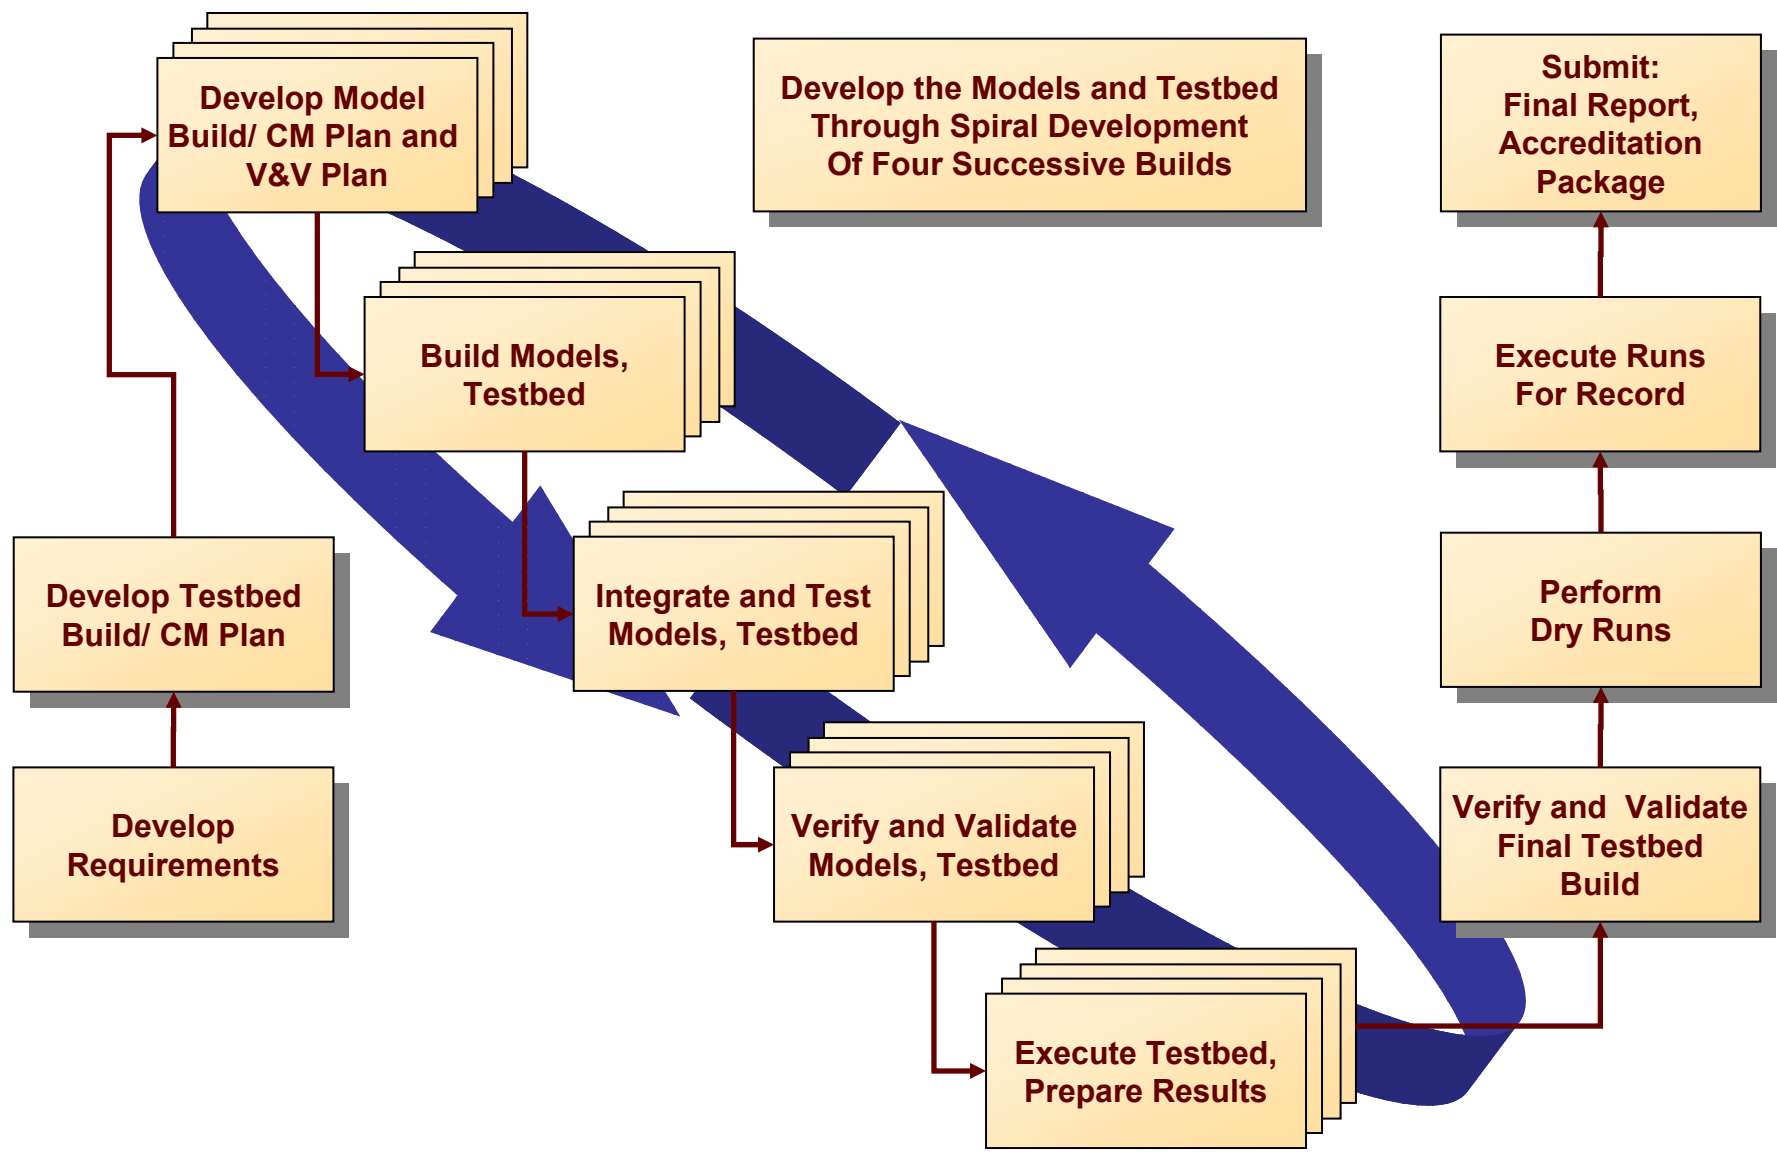 Develop Model
Build/ CM Plan and
V&V Plan
Develop the Models and Testbed
Through Spiral Development
Of Four Successive Builds
Submit:
Final Report,
Accreditation
Package
Build Models,
Testbed
Execute Runs
For Record
Develop Testbed
Build/ CM Plan
Integrate and Test
Models, Testbed
Perform
Dry Runs
Develop
Requirements
Verify and Validate
Models, Testbed
Verify and  Validate
Final Testbed
Build
Execute Testbed,
Prepare Results